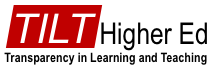 TILT Higher Ed
Transparency in Learning and Teaching